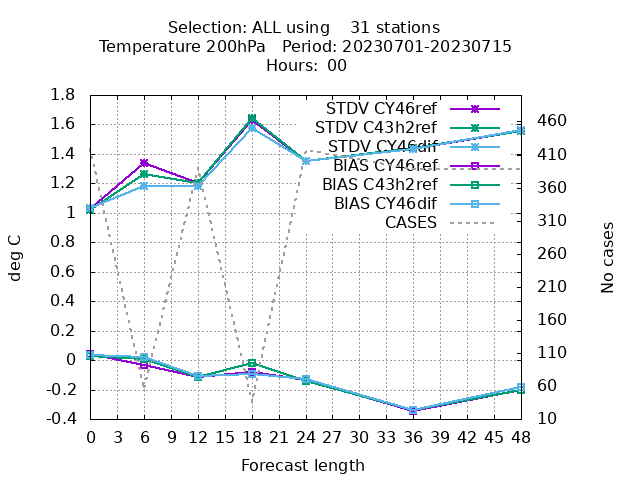 Selection: ALL using    31 stations
Temperature 200hPa   Period: 20230701-20230715
Hours: 00
STDV CY46ref
STDV C43h2ref
STDV CY46dif
BIAS CY46ref
BIAS C43h2ref
BIAS CY46dif
CASES
1.8
1.6
1.4
1.2
1
0.8
0.6
0.4
0.2
0
-0.2
-0.4
deg C
460
410
360
310
260
210
160
110
60
10
No cases
0 3 6 9 12 15 18 21 24 27 30 33 36 39 42 45 48
Forecast length